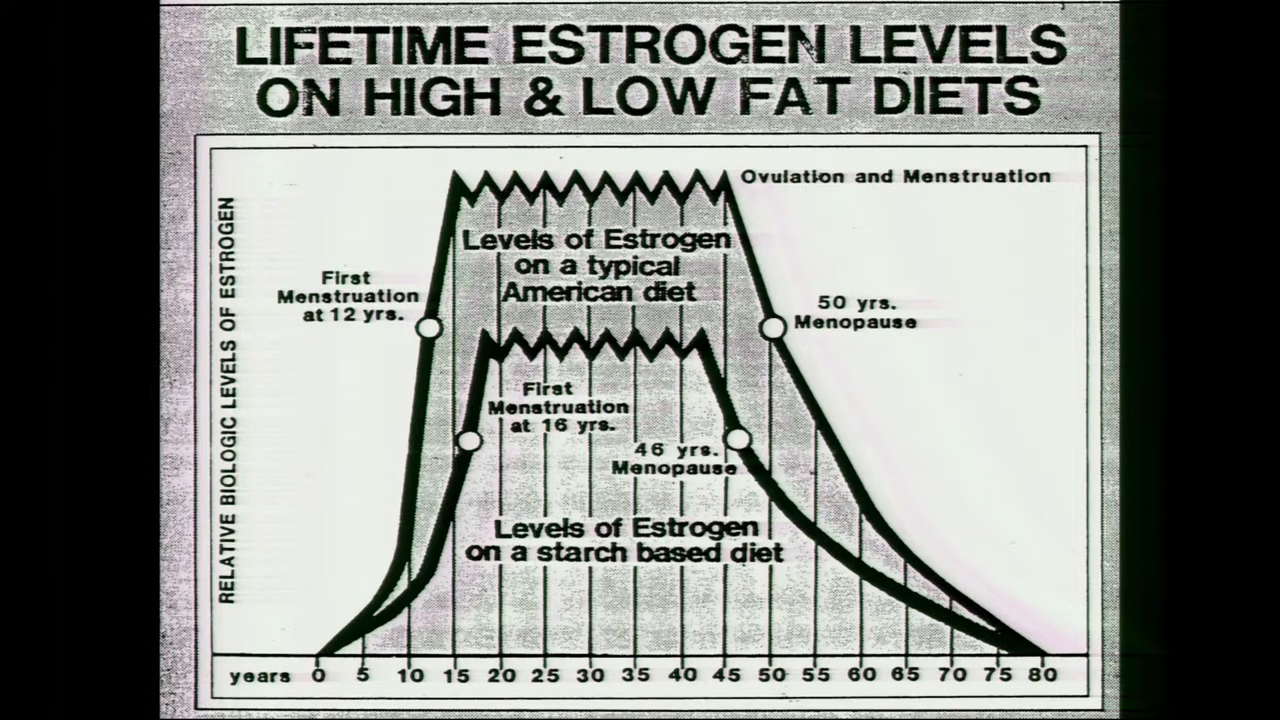 LIFETIME ESTROGEN LEVELS
ON HIGH & LOW FAT DIETS
RELATIVE BIOLOGIC LEVELS OF ESTROGEN
Ovulation and Menstruation
Levels of Estrogen
on a typical
American diet
First
Menstruation
at 12 yrs.
50 yrs.
Menopause
First
Menstruation
at 16 yrs.
46 yrs.
Menopause
Levels of Estrogen
on a starch based diet
years 0 5 10 15 20 25 30 35 40 45 50 55 60 65 70 75 80